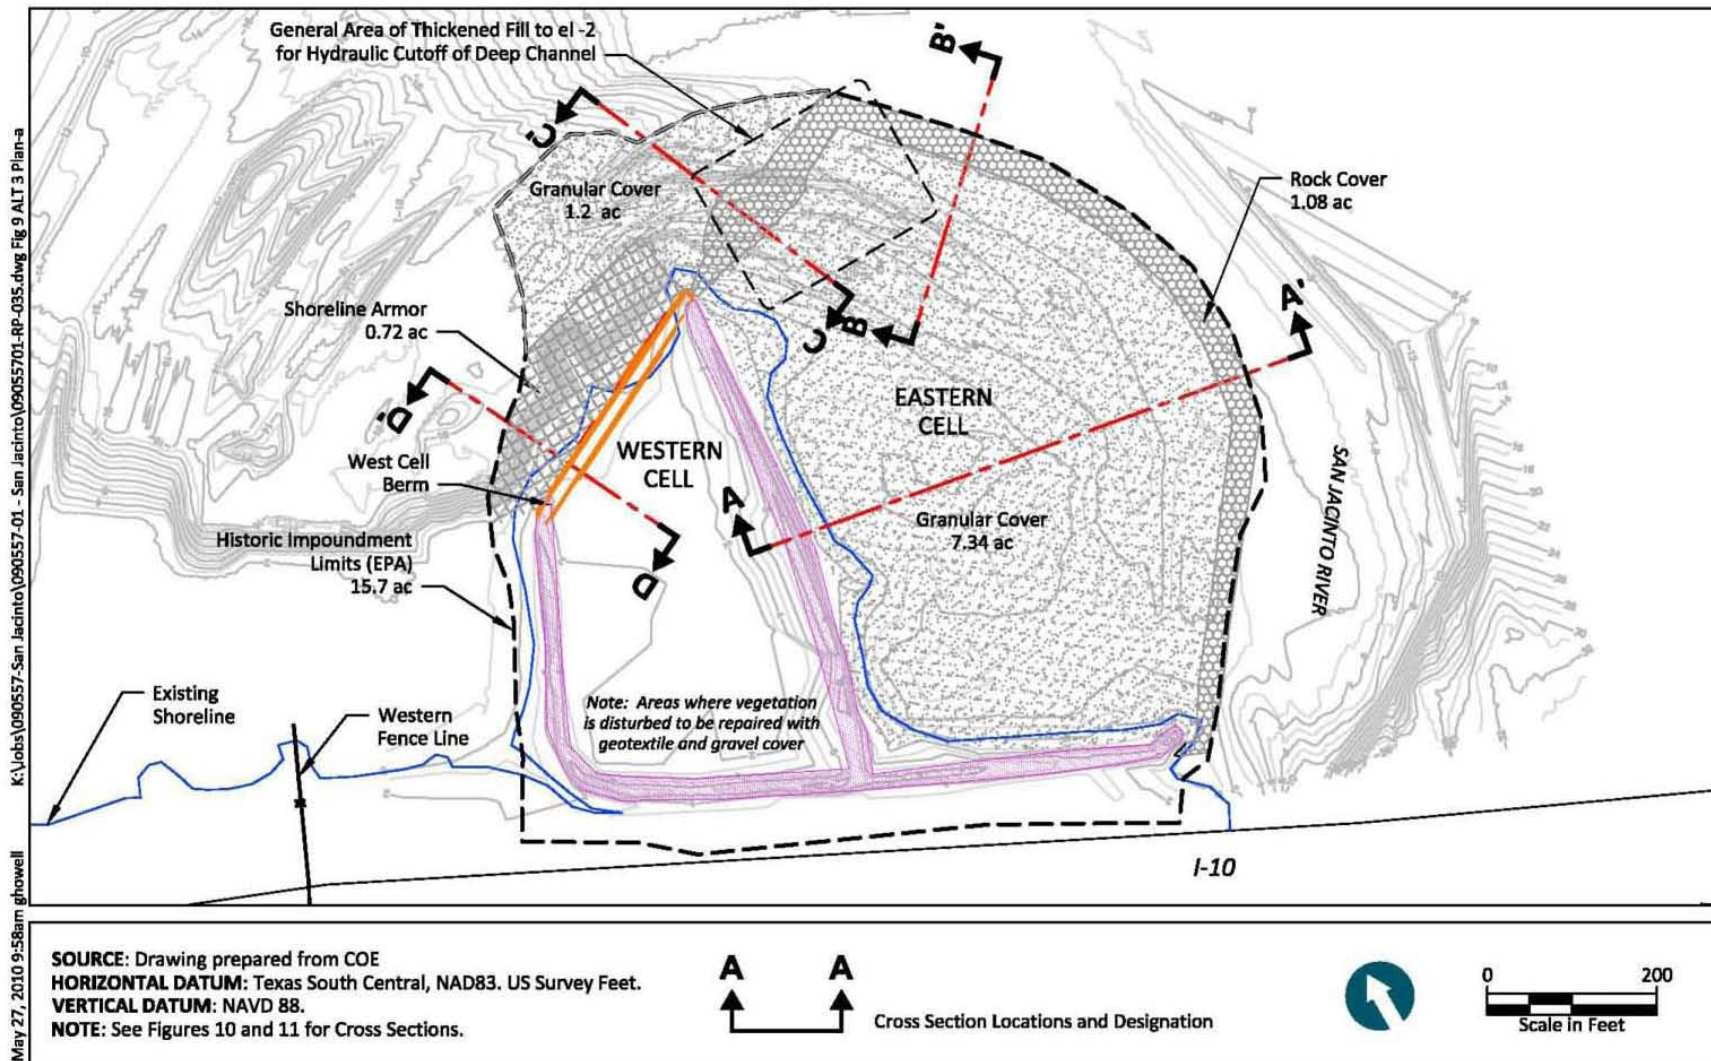 General Area of Thickened Fill to el -2
for Hydraulic Cutoff of Deep Channel
B'
C'
Granular Cover
1.2 ac
Rock Cover
1.08 ac
Shoreline Armor
0.72 ac
A'
C
B
D'
EASTERN
CELL
WESTERN
CELL
West Cell
Berm
A
Granular Cover
7.34 ac
SAN JACINTO RIVER
Historic Impoundment
Limits (EPA)
15.7 ac
D
Existing
Shoreline
Western
Fence Line
Note: Areas where vegetation
is disturbed to be repaired with
geotextile and gravel cover
I-10
K:\Jobs\090557-San Jacinto\090557-01 - San Jacinto\09055701-RP-035.dwg Fig 9 ALT 3 Plan-a
May 27, 2010 9:58am ghowell
SOURCE: Drawing prepared from COE
HORIZONTAL DATUM: Texas South Central, NAD83. US Survey Feet.
VERTICAL DATUM: NAVD 88.
NOTE: See Figures 10 and 11 for Cross Sections.
A A
Cross Section Locations and Designation
0 200
Scale in Feet